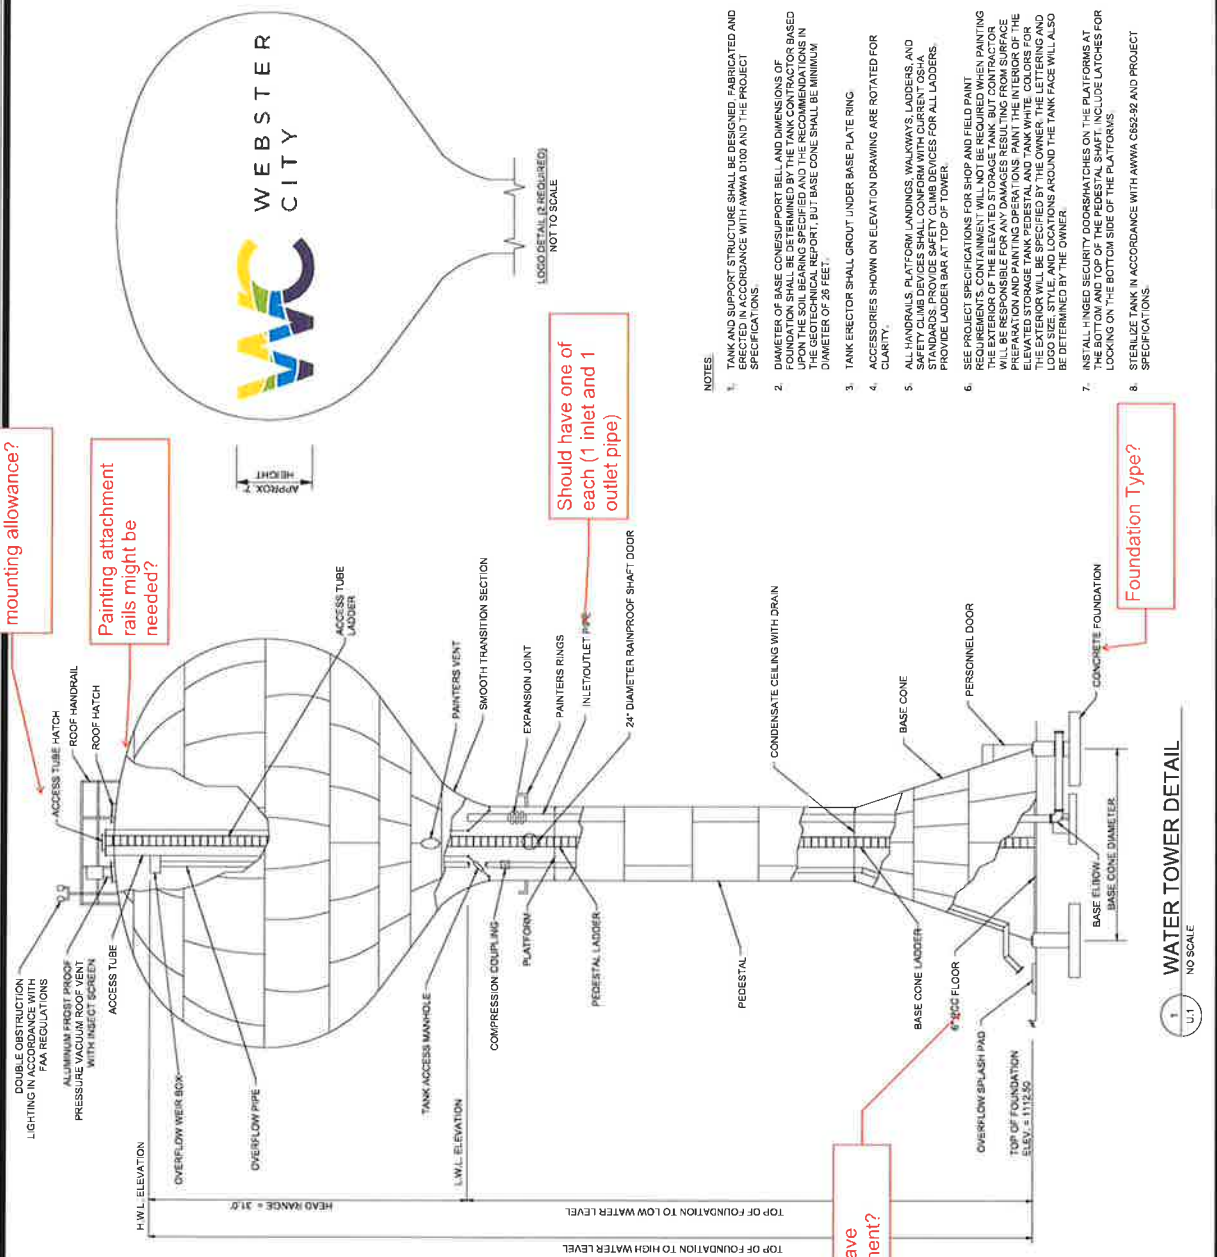 WEBSTER
CITY
LOGO DETAIL (2 REQUIRED)
NOT TO SCALE
APPROX. 7'
HEIGHT
mounting allowance?
Painting attachment
rails might be
needed?
Should have one of
each (1 inlet and 1
outlet pipe)
Foundation Type?
DOUBLE OBSTRUCTION
LIGHTING IN ACCORDANCE WITH
FAA REGULATIONS
ALUMINUM FROST PROOF
PRESSURE VACUUM ROOF VENT
WITH INSECT SCREEN
ACCESS TUBE
ACCESS TUBE HATCH
ROOF HANDRAIL
ROOF HATCH
ACCESS TUBE
LADDER
H.W.L. ELEVATION
OVERFLOW WEIR BOX
OVERFLOW PIPE
HEAD RANGE = 31.0'
TANK ACCESS MANHOLE
L.W.L. ELEVATION
PAINTERS VENT
SMOOTH TRANSITION SECTION
COMPRESSION COUPLING
EXPANSION JOINT
PLATFORM
PAINTERS RINGS
INLET/OUTLET PIPE
PEDESTAL LADDER
24" DIAMETER RAINPROOF SHAFT DOOR
PEDESTAL
CONDENSATE CEILING WITH DRAIN
BASE CONE LADDER
BASE CONE
6" PCC FLOOR
PERSONNEL DOOR
OVERFLOW SPLASH PAD
TOP OF FOUNDATION
ELEV. = 1112.50
TOP OF FOUNDATION TO LOW WATER LEVEL
TOP OF FOUNDATION TO HIGH WATER LEVEL
BASE ELBOW
BASE CONE DIAMETER
CONCRETE FOUNDATION
1
U.1
WATER TOWER DETAIL
NO SCALE
NOTES
1. TANK AND SUPPORT STRUCTURE SHALL BE DESIGNED, FABRICATED AND
ERECTED IN ACCORDANCE WITH AWWA D100 AND THE PROJECT
SPECIFICATIONS.
2. DIAMETER OF BASE CONE/SUPPORT BELL AND DIMENSIONS OF
FOUNDATION SHALL BE DETERMINED BY THE TANK CONTRACTOR BASED
UPON THE SOIL BEARING SPECIFIED AND THE RECOMMENDATIONS IN
THE GEOTECHNICAL REPORT, BUT BASE CONE SHALL BE MINIMUM
DIAMETER OF 26 FEET.
3. TANK ERECTOR SHALL GROUT UNDER BASE PLATE RING.
4. ACCESSORIES SHOWN ON ELEVATION DRAWING ARE ROTATED FOR
CLARITY.
5. ALL HANDRAILS, PLATFORM LANDINGS, WALKWAYS, LADDERS, AND
SAFETY CLIMB DEVICES SHALL CONFORM WITH CURRENT OSHA
STANDARDS. PROVIDE SAFETY CLIMB DEVICES FOR ALL LADDERS.
PROVIDE LADDER BAR AT TOP OF TOWER.
6. SEE PROJECT SPECIFICATIONS FOR SHOP AND FIELD PAINT
REQUIREMENTS. CONTAINMENT WILL NOT BE REQUIRED WHEN PAINTING
THE EXTERIOR OF THE ELEVATED STORAGE TANK, BUT CONTRACTOR
WILL BE RESPONSIBLE FOR ANY DAMAGES RESULTING FROM SURFACE
PREPARATION AND PAINTING OPERATIONS. PAINT THE INTERIOR OF THE
ELEVATED STORAGE TANK PEDESTAL AND TANK WHITE. COLORS FOR
THE EXTERIOR WILL BE SPECIFIED BY THE OWNER. THE LETTERING AND
LOGO SIZE, STYLE, AND LOCATIONS AROUND THE TANK FACE WILL ALSO
BE DETERMINED BY THE OWNER.
7. INSTALL HINGED SECURITY DOORS/HATCHES ON THE PLATFORMS AT
THE BOTTOM AND TOP OF THE PEDESTAL SHAFT. INCLUDE LATCHES FOR
LOCKING ON THE BOTTOM SIDE OF THE PLATFORMS.
8. STERILIZE TANK IN ACCORDANCE WITH AWWA C652-92 AND PROJECT
SPECIFICATIONS.